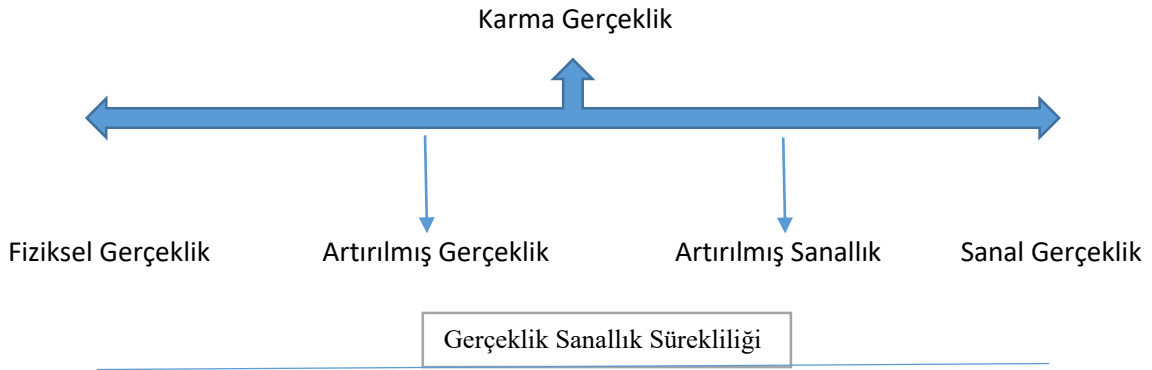 Karma Gerçeklik
Fiziksel Gerçeklik Artırılmış Gerçeklik Artırılmış Sanallık Sanal Gerçeklik
Gerçeklik Sanallık Sürekliliği